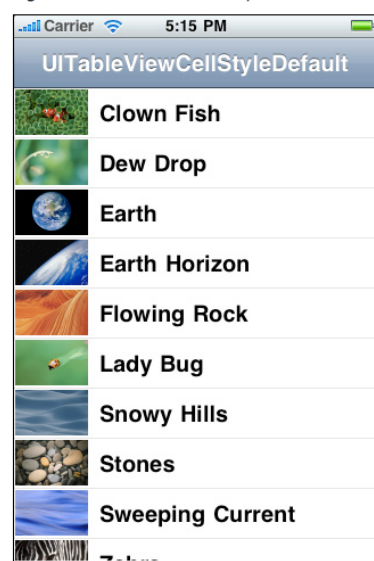 Carrier 5:15 PM
UITableViewCellStyleDefault
Clown Fish
Dew Drop
Earth
Earth Horizon
Flowing Rock
Lady Bug
Snowy Hills
Stones
Sweeping Current
Zebra